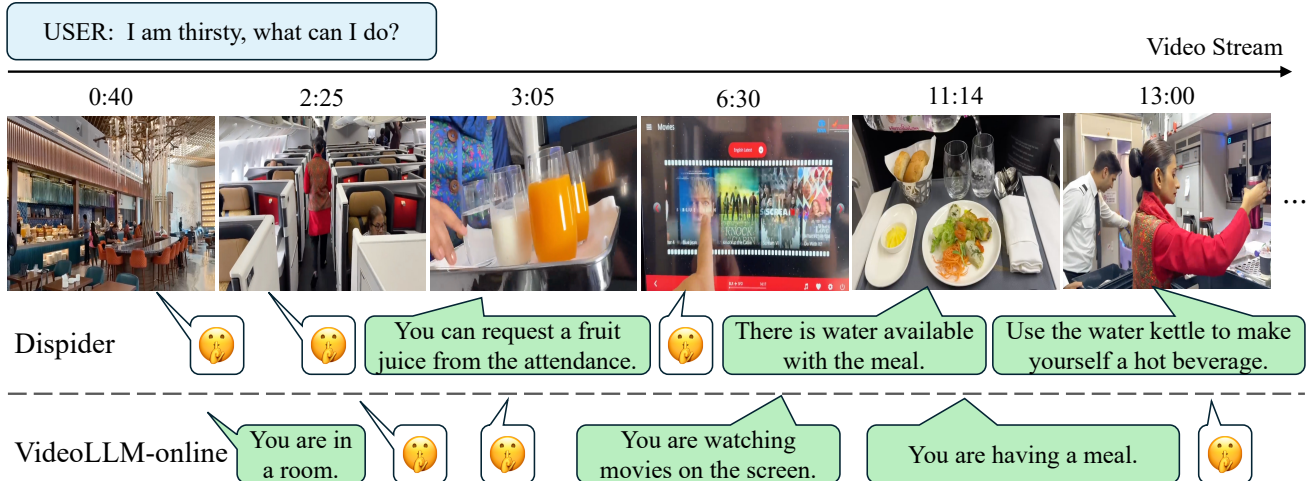 USER: I am thirsty, what can I do?
Video Stream
0:40
2:25
3:05
6:30
11:14
13:00
Movies
SCREAM
KNOCK
...
Dispider
You can request a fruit
juice from the attendance.
There is water available
with the meal.
Use the water kettle to make
yourself a hot beverage.
VideoLLM-online
You are in
a room.
You are watching
movies on the screen.
You are having a meal.